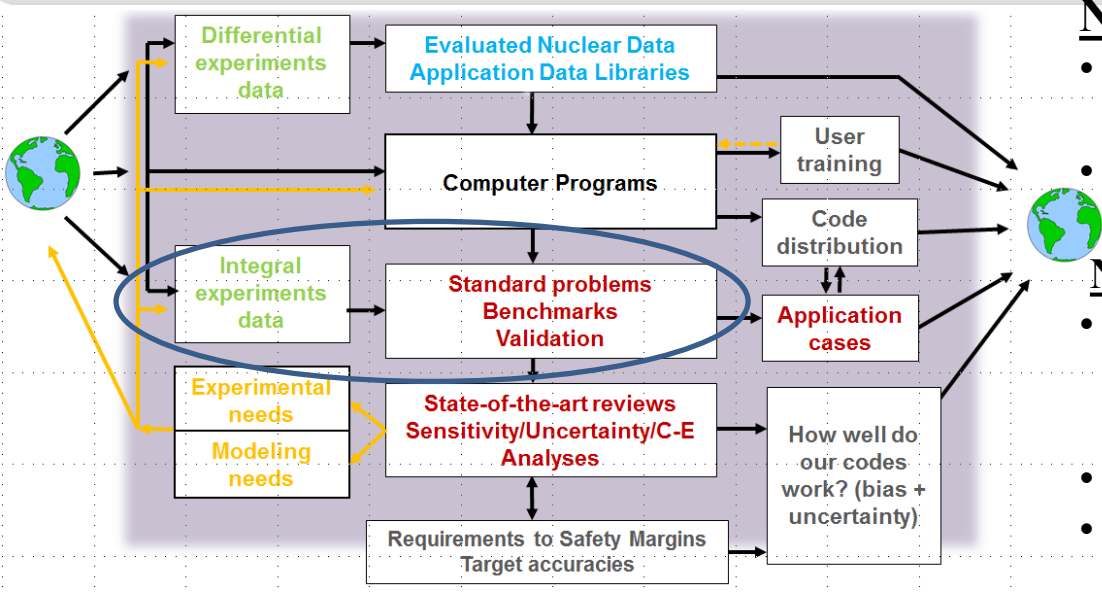 Differential
experiments
data
Evaluated Nuclear Data
Application Data Libraries
Computer Programs
User
training
Code
distribution
Integral
experiments
data
Standard problems
Benchmarks
Validation
Application
cases
Experimental
needs
Modeling
needs
State-of-the-art reviews
Sensitivity/Uncertainty/C-E
Analyses
How well do
our codes
work? (bias +
uncertainty)
Requirements to Safety Margins
Target accuracies
N
•
•
N
•
•
•